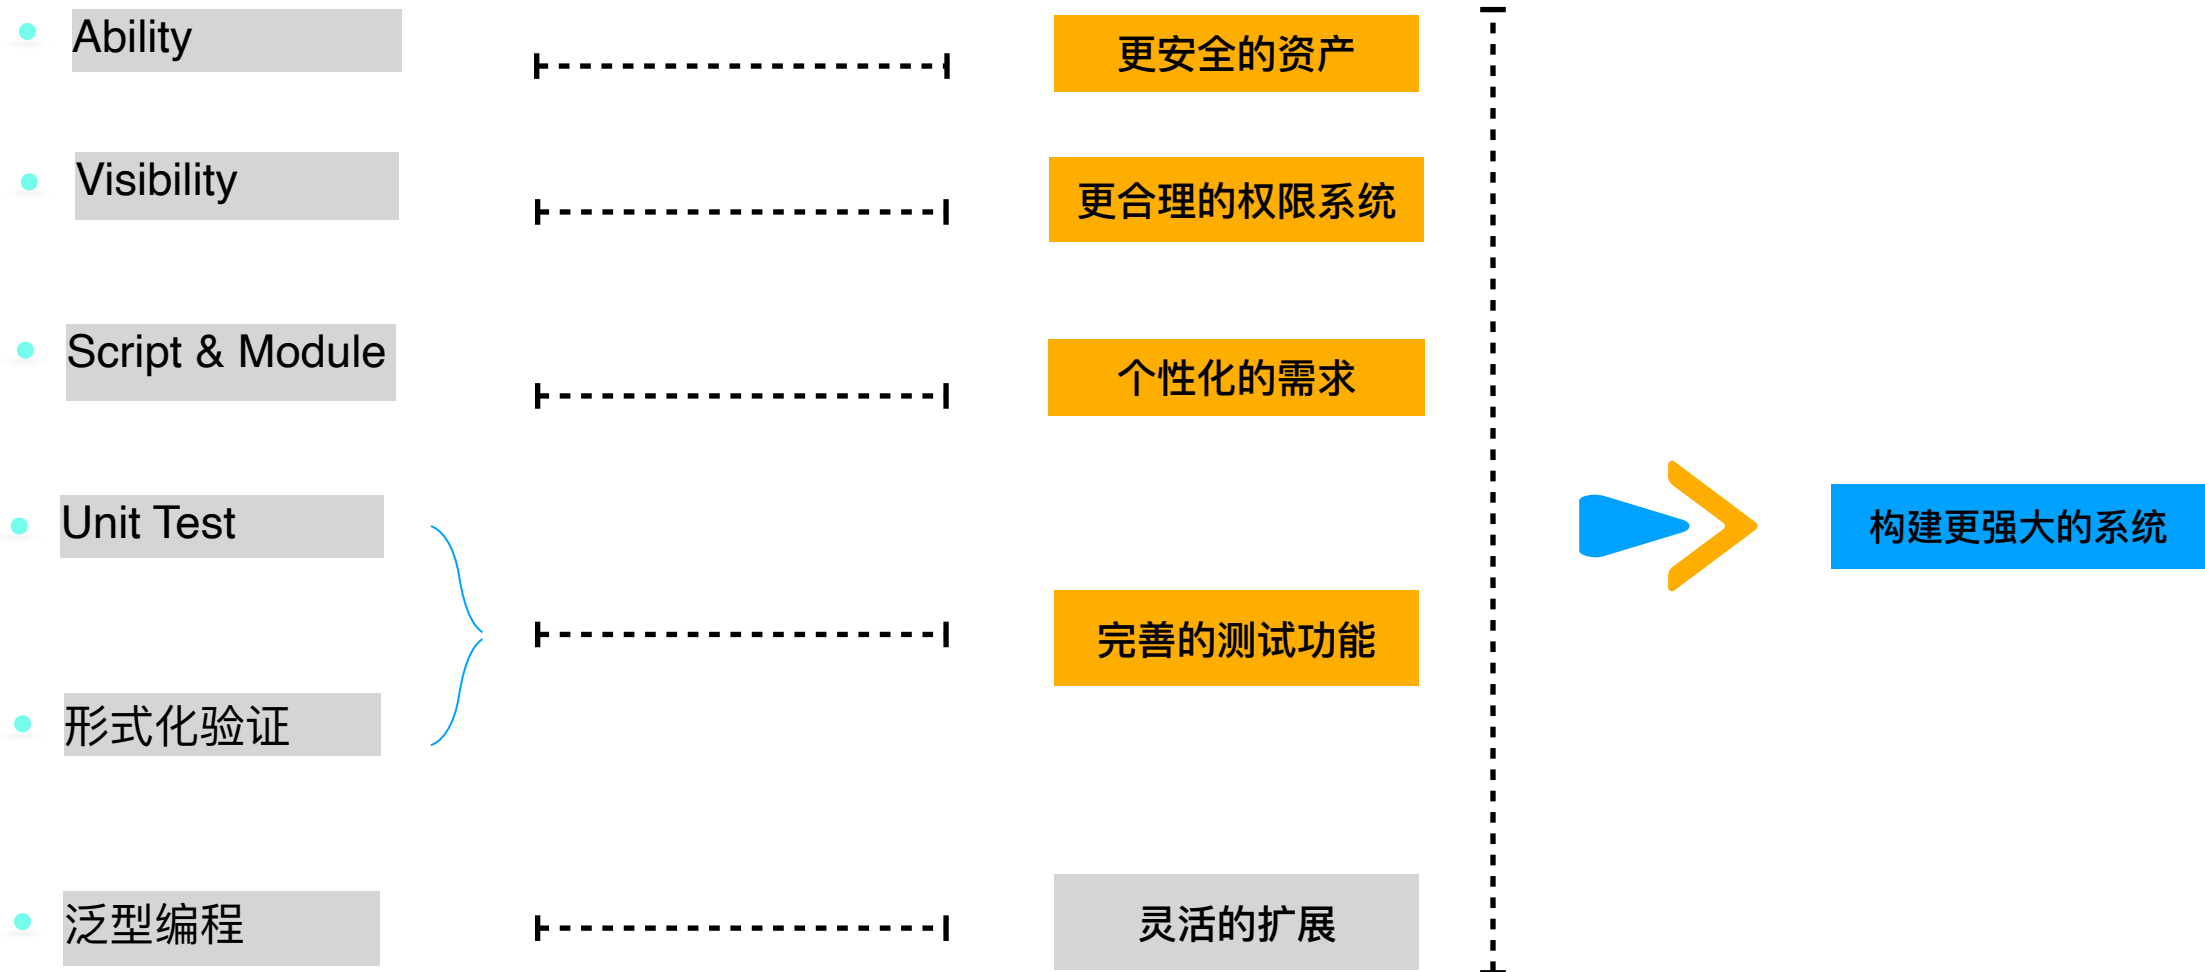 Ability
更安全的资产
Visibility
更合理的权限系统
Script & Module
个性化的需求
Unit Test
构建更强大的系统
完善的测试功能
形式化验证
泛型编程
灵活的扩展